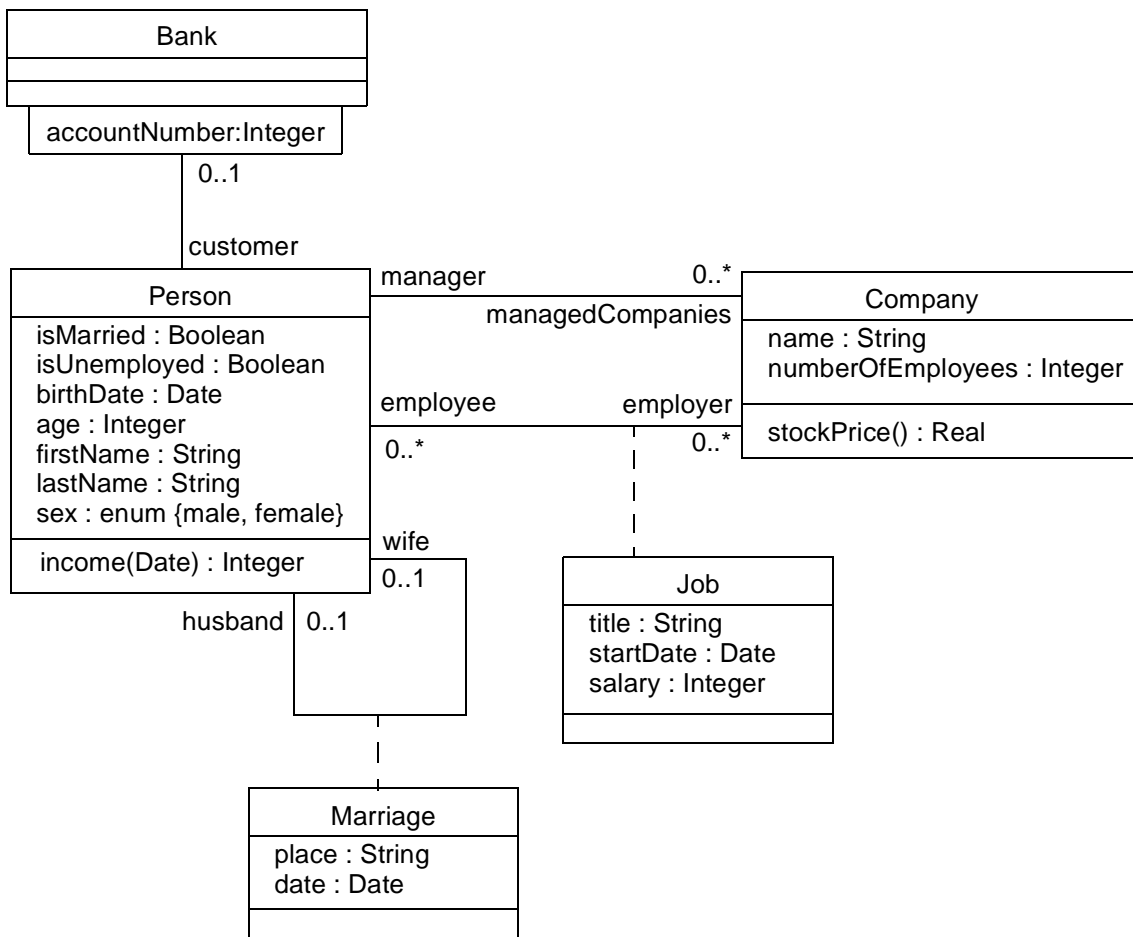 Bank
accountNumber:Integer
0..1
customer
Person
isMarried : Boolean
isUnemployed : Boolean
birthDate : Date
age : Integer
firstName : String
lastName : String
sex : enum {male, female}
income(Date) : Integer
manager
0..*
managedCompanies
Company
name : String
numberOfEmployees : Integer
stockPrice() : Real
employee
employer
0..*
0..*
wife
0..1
husband
0..1
Job
title : String
startDate : Date
salary : Integer
Marriage
place : String
date : Date